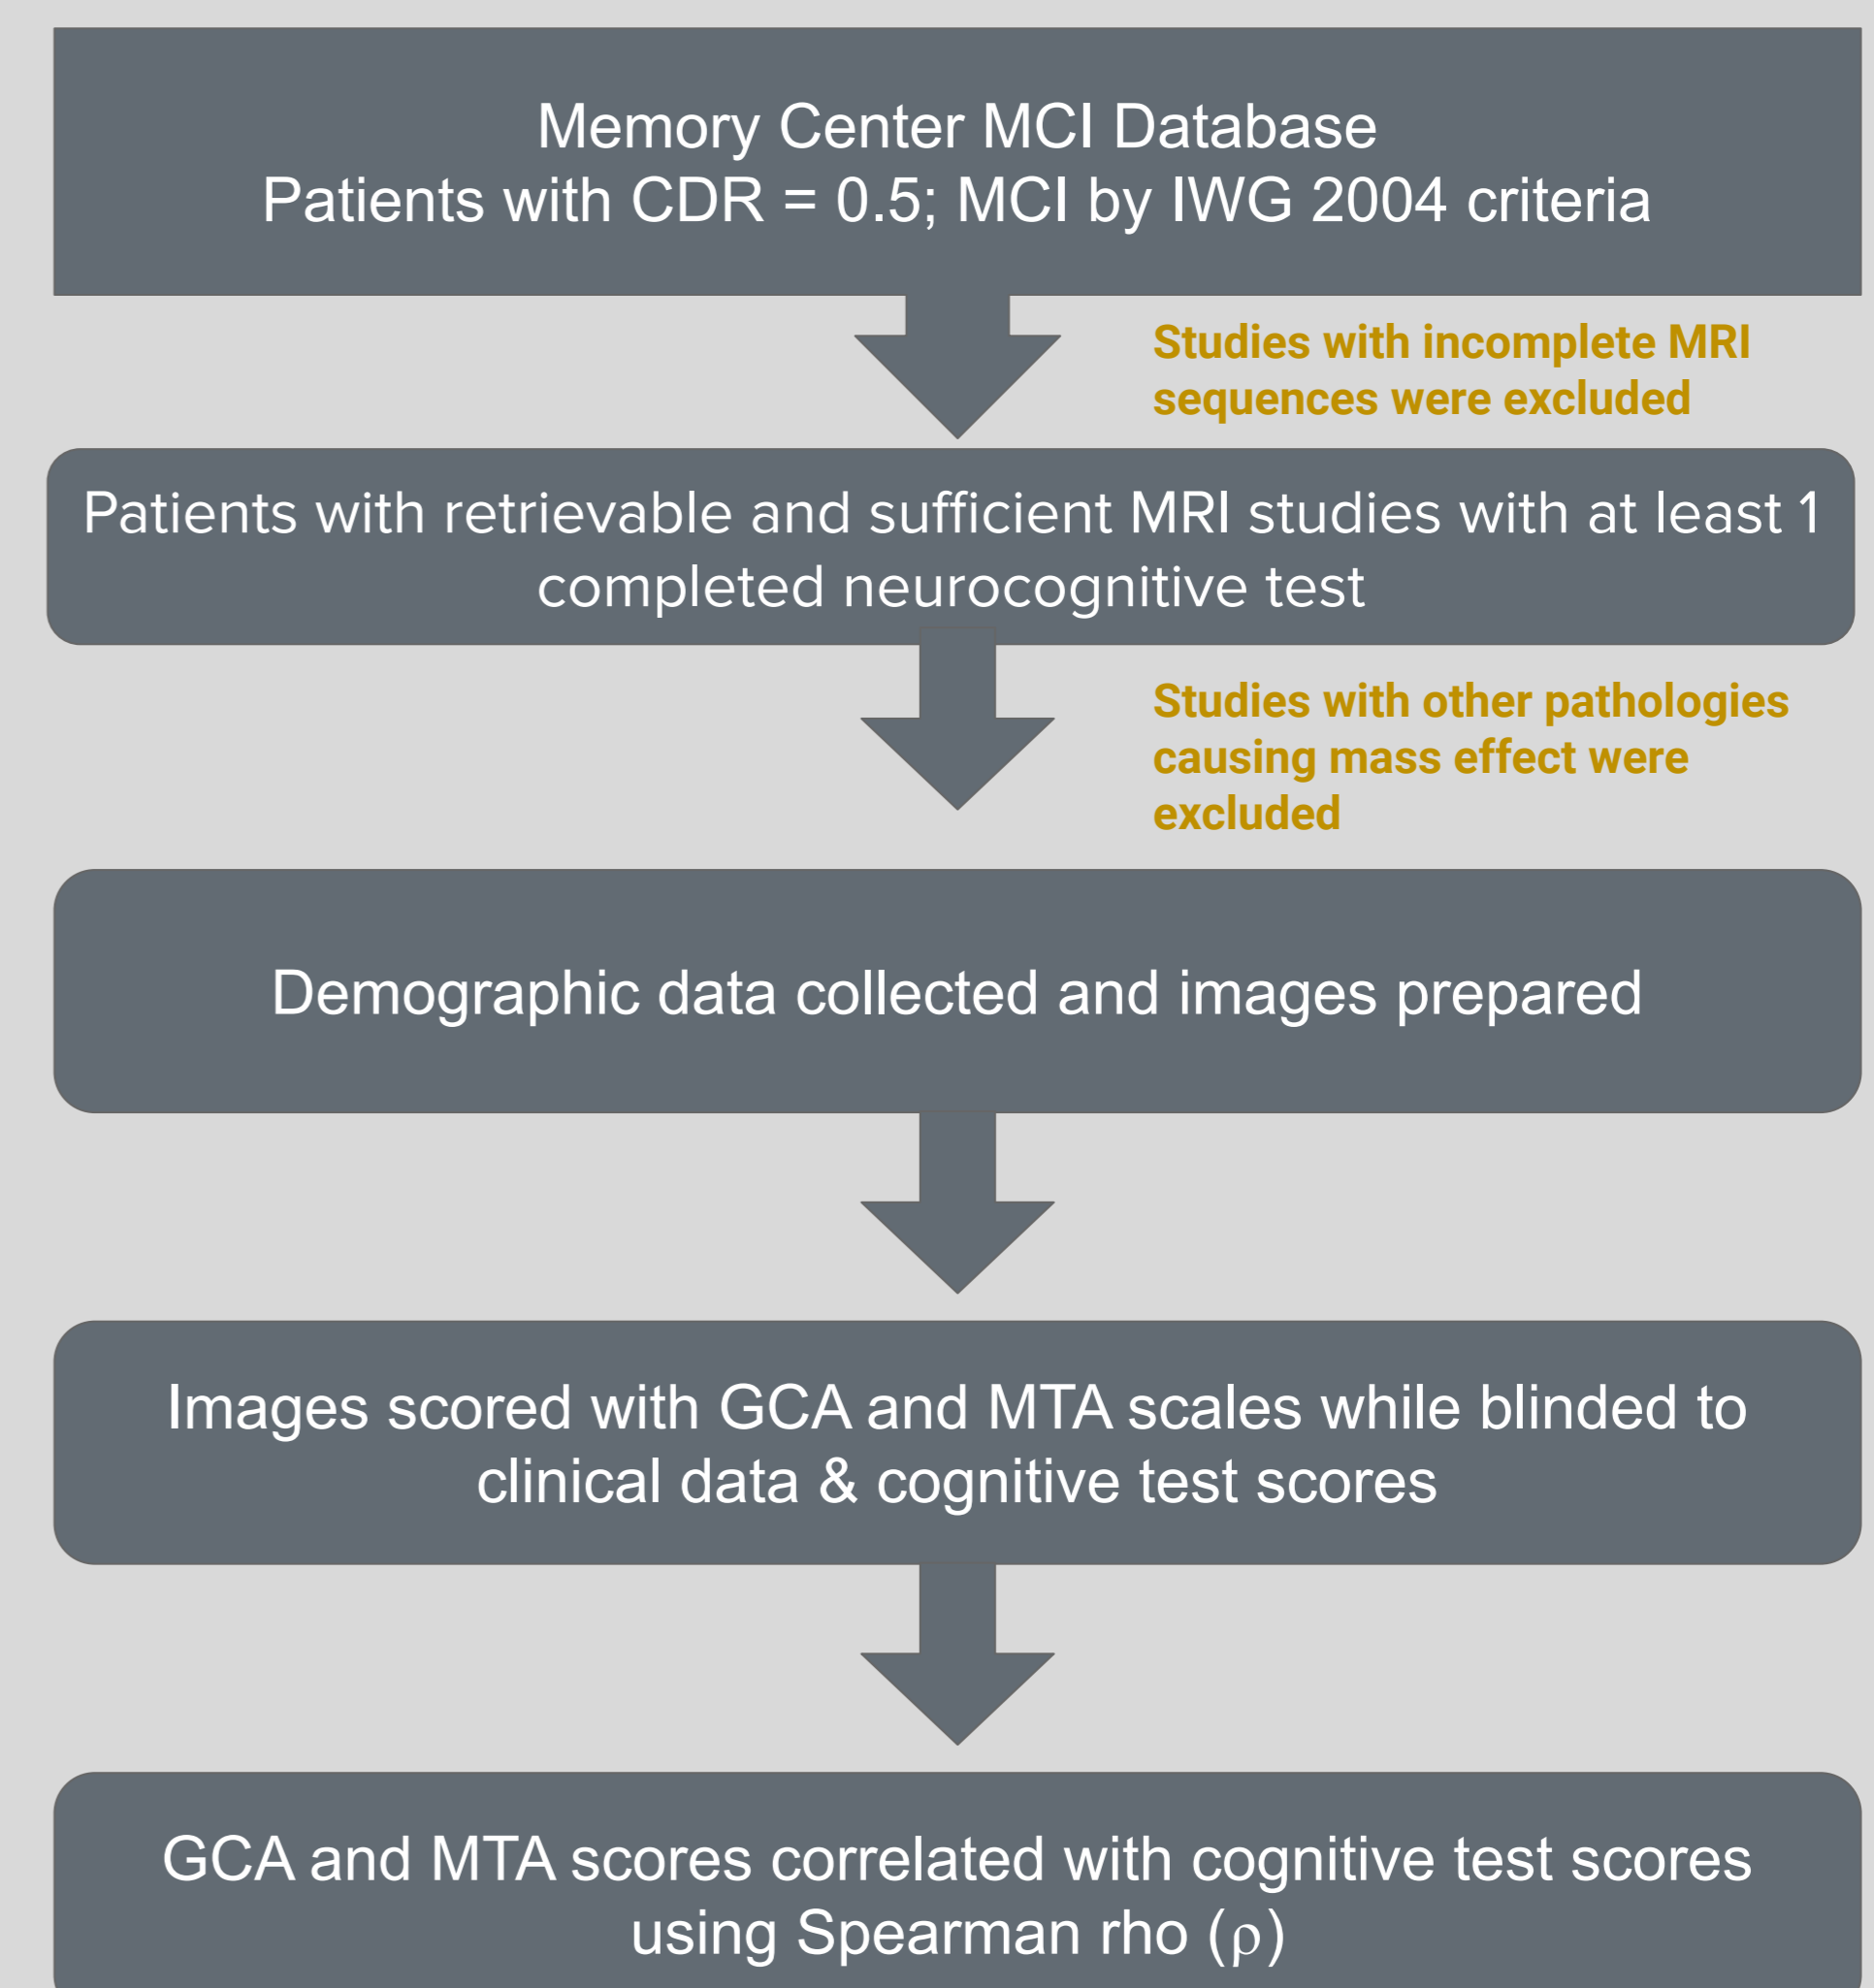 Memory Center MCI Database
Patients with CDR = 0.5; MCI by IWG 2004 criteria
Studies with incomplete MRI
sequences were excluded
Patients with retrievable and sufficient MRI studies with at least 1
completed neurocognitive test
Studies with other pathologies
causing mass effect were
excluded
Demographic data collected and images prepared
Images scored with GCA and MTA scales while blinded to
clinical data & cognitive test scores
GCA and MTA scores correlated with cognitive test scores
using Spearman rho (ρ)